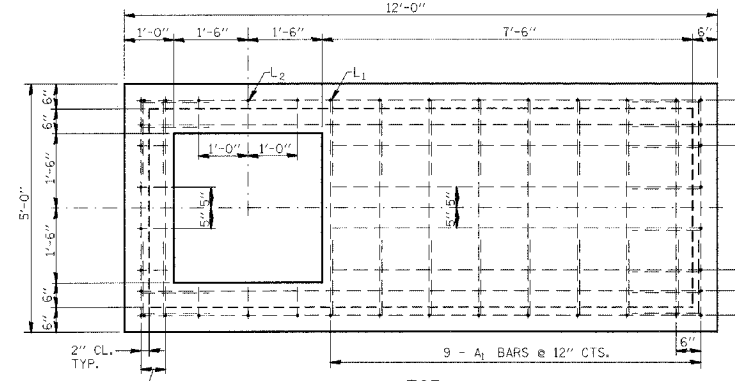 12'-0"
1'-0" 1'-6" 1'-6" 7'-6" 6"
L2 L1
6"
6"
1'-0" 1'-0"
1'-6"
5'-0"
5" 5"
5" 5"
1'-6"
6"
6"
2" CL.
TYP.
6"
9 - A1 BARS @ 12" CTS.